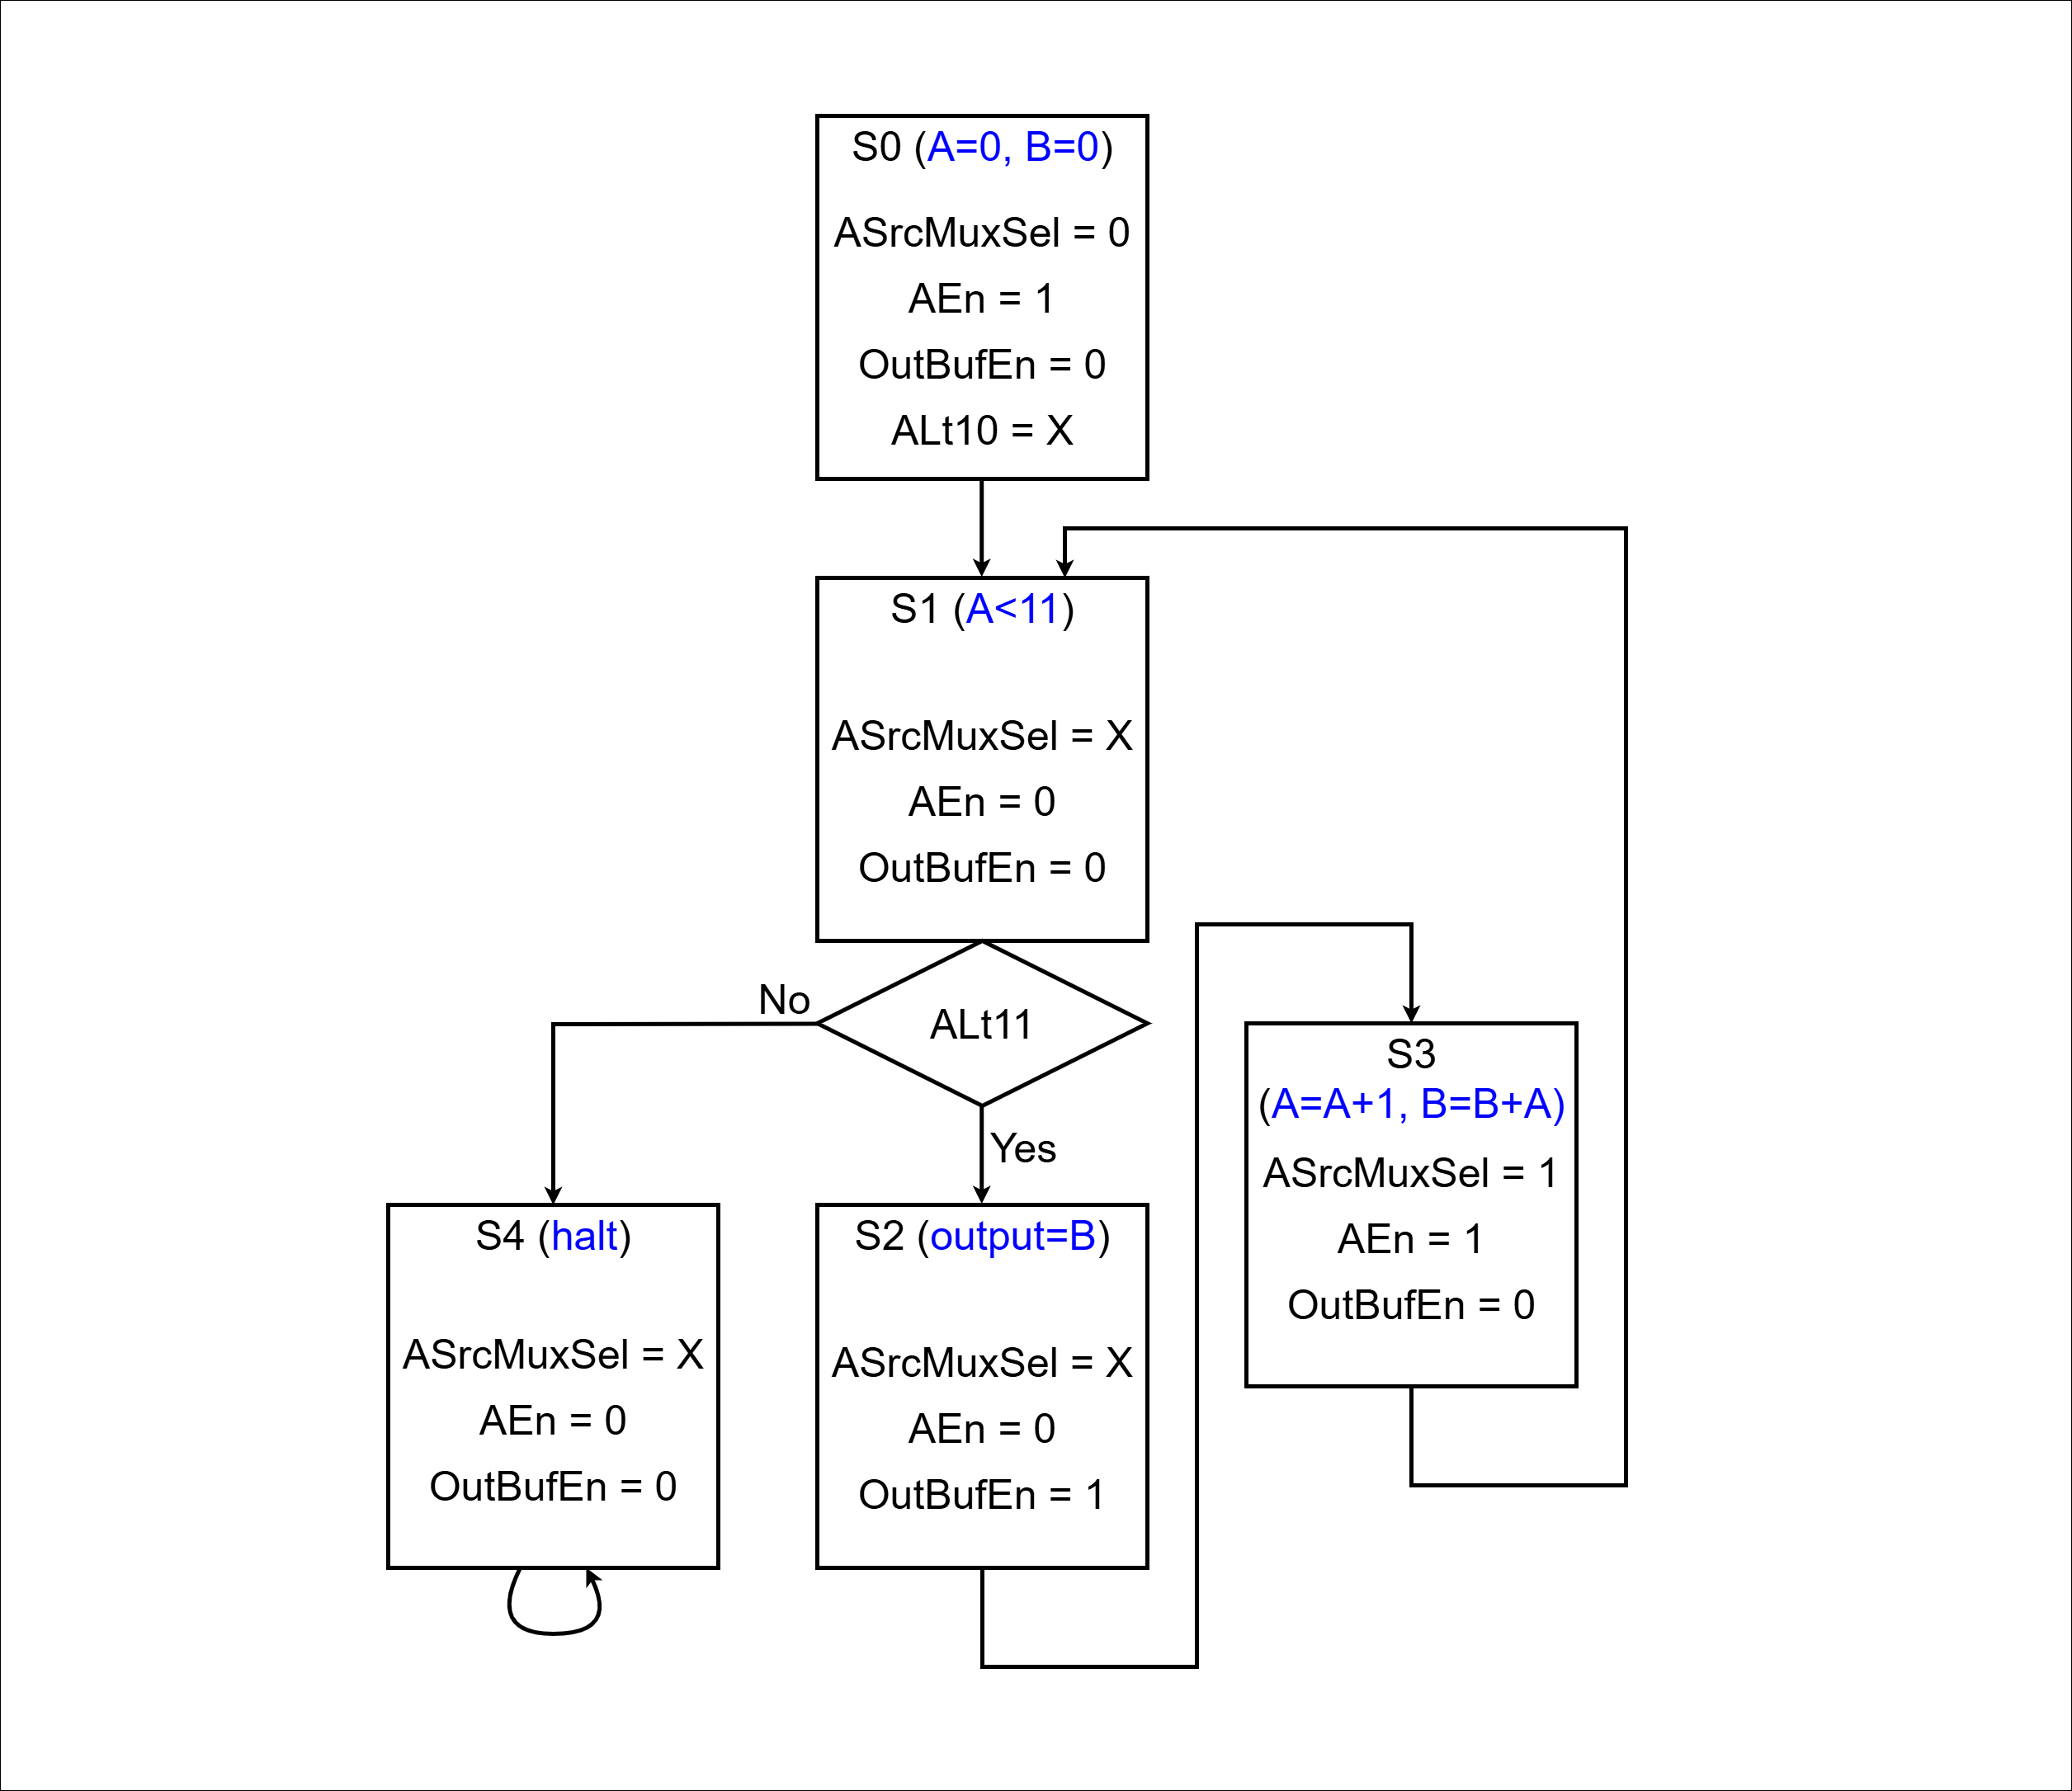 S0 (A=0, B=0)
ASrcMuxSel = 0
AEn = 1
OutBufEn = 0
ALt10 = X
S1 (A<11)
ASrcMuxSel = X
AEn = 0
OutBufEn = 0
ALt11
No
Yes
S4 (halt)
ASrcMuxSel = X
AEn = 0
OutBufEn = 0
S2 (output=B)
ASrcMuxSel = X
AEn = 0
OutBufEn = 1
S3
(A=A+1, B=B+A)
ASrcMuxSel = 1
AEn = 1
OutBufEn = 0